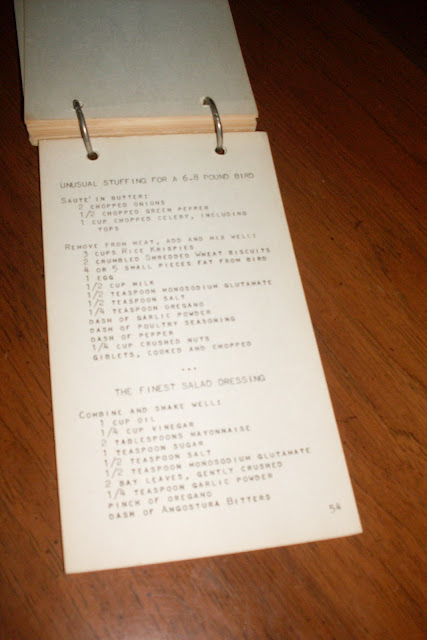 UNUSUAL STUFFING FOR A 6-8 POUND BIRD
SAUTE' IN BUTTER:
2 CHOPPED ONIONS
1/2 CHOPPED GREEN PEPPER
1 CUP CHOPPED CELERY, INCLUDING
TOPS
REMOVE FROM HEAT, ADD AND MIX WELL:
3 CUPS RICE KRISPIES
2 CRUMBLED SHREDDED WHEAT BISCUITS
4 OR 5 SMALL PIECES FAT FROM BIRD
1 EGG
1/2 CUP MILK
1/2 TEASPOON MONOSODIUM GLUTAMATE
1/2 TEASPOON SALT
1/4 TEASPOON OREGANO
DASH OF GARLIC POWDER
DASH OF POULTRY SEASONING
DASH OF PEPPER
1/4 CUP CRUSHED NUTS
GIBLETS, COOKED AND CHOPPED
...
THE FINEST SALAD DRESSING
COMBINE AND SHAKE WELL:
1 CUP OIL
1/4 CUP VINEGAR
2 TABLESPOONS MAYONNAISE
1 TEASPOON SUGAR
1/2 TEASPOON SALT
1/2 TEASPOON MONOSODIUM GLUTAMATE
2 BAY LEAVES, GENTLY CRUSHED
1/4 TEASPOON GARLIC POWDER
PINCH OF OREGANO
DASH OF ANGOSTURA BITTERS
54